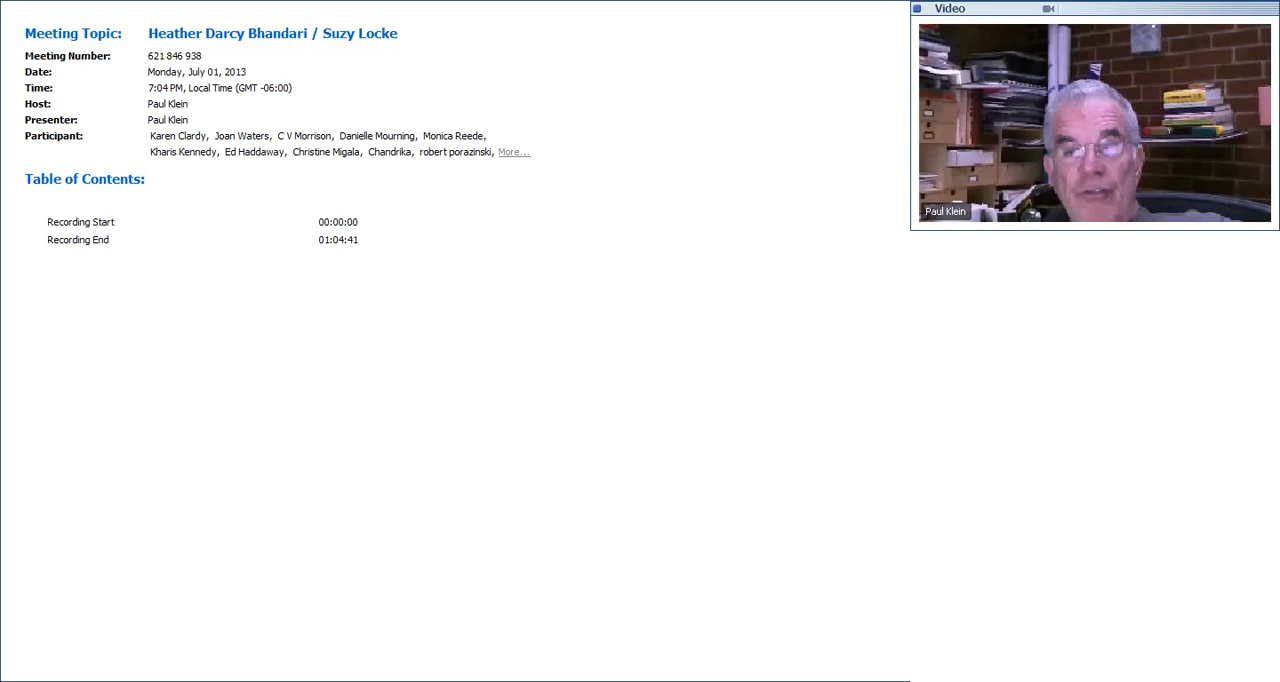 Meeting Topic: Heather Darcy Bhandari / Suzy Locke
Meeting Number: 621 846 938
Date: Monday, July 01, 2013
Time: 7:04 PM, Local Time (GMT -06:00)
Host: Paul Klein
Presenter: Paul Klein
Participant: Karen Clardy, Joan Waters, C V Morrison, Danielle Mourning, Monica Reede,
Kharis Kennedy, Ed Haddaway, Christine Migala, Chandrika, robert porazinski, More...
Table of Contents:
Recording Start 00:00:00
Recording End 01:04:41
Video
Paul Klein